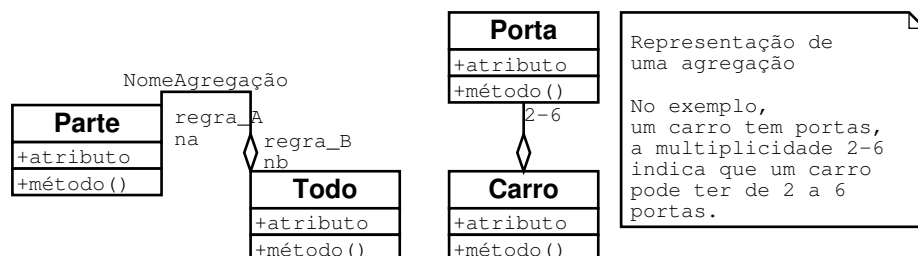 NomeAgregação
Parte
+atributo
+método()
regra_A
na
regra_B
nb
Todo
+atributo
+método()
Porta
+atributo
+método()
2-6
Carro
+atributo
+método()
Representação de
uma agregação
No exemplo,
um carro tem portas,
a multiplicidade 2-6
indica que um carro
pode ter de 2 a 6
portas.